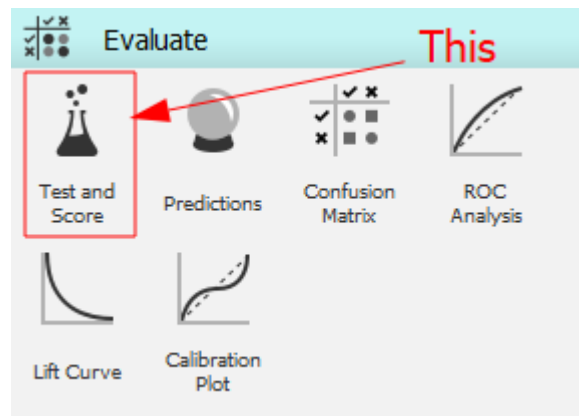 Evaluate
This
Test and
Score
Predictions
Confusion
Matrix
ROC
Analysis
Lift Curve
Calibration
Plot